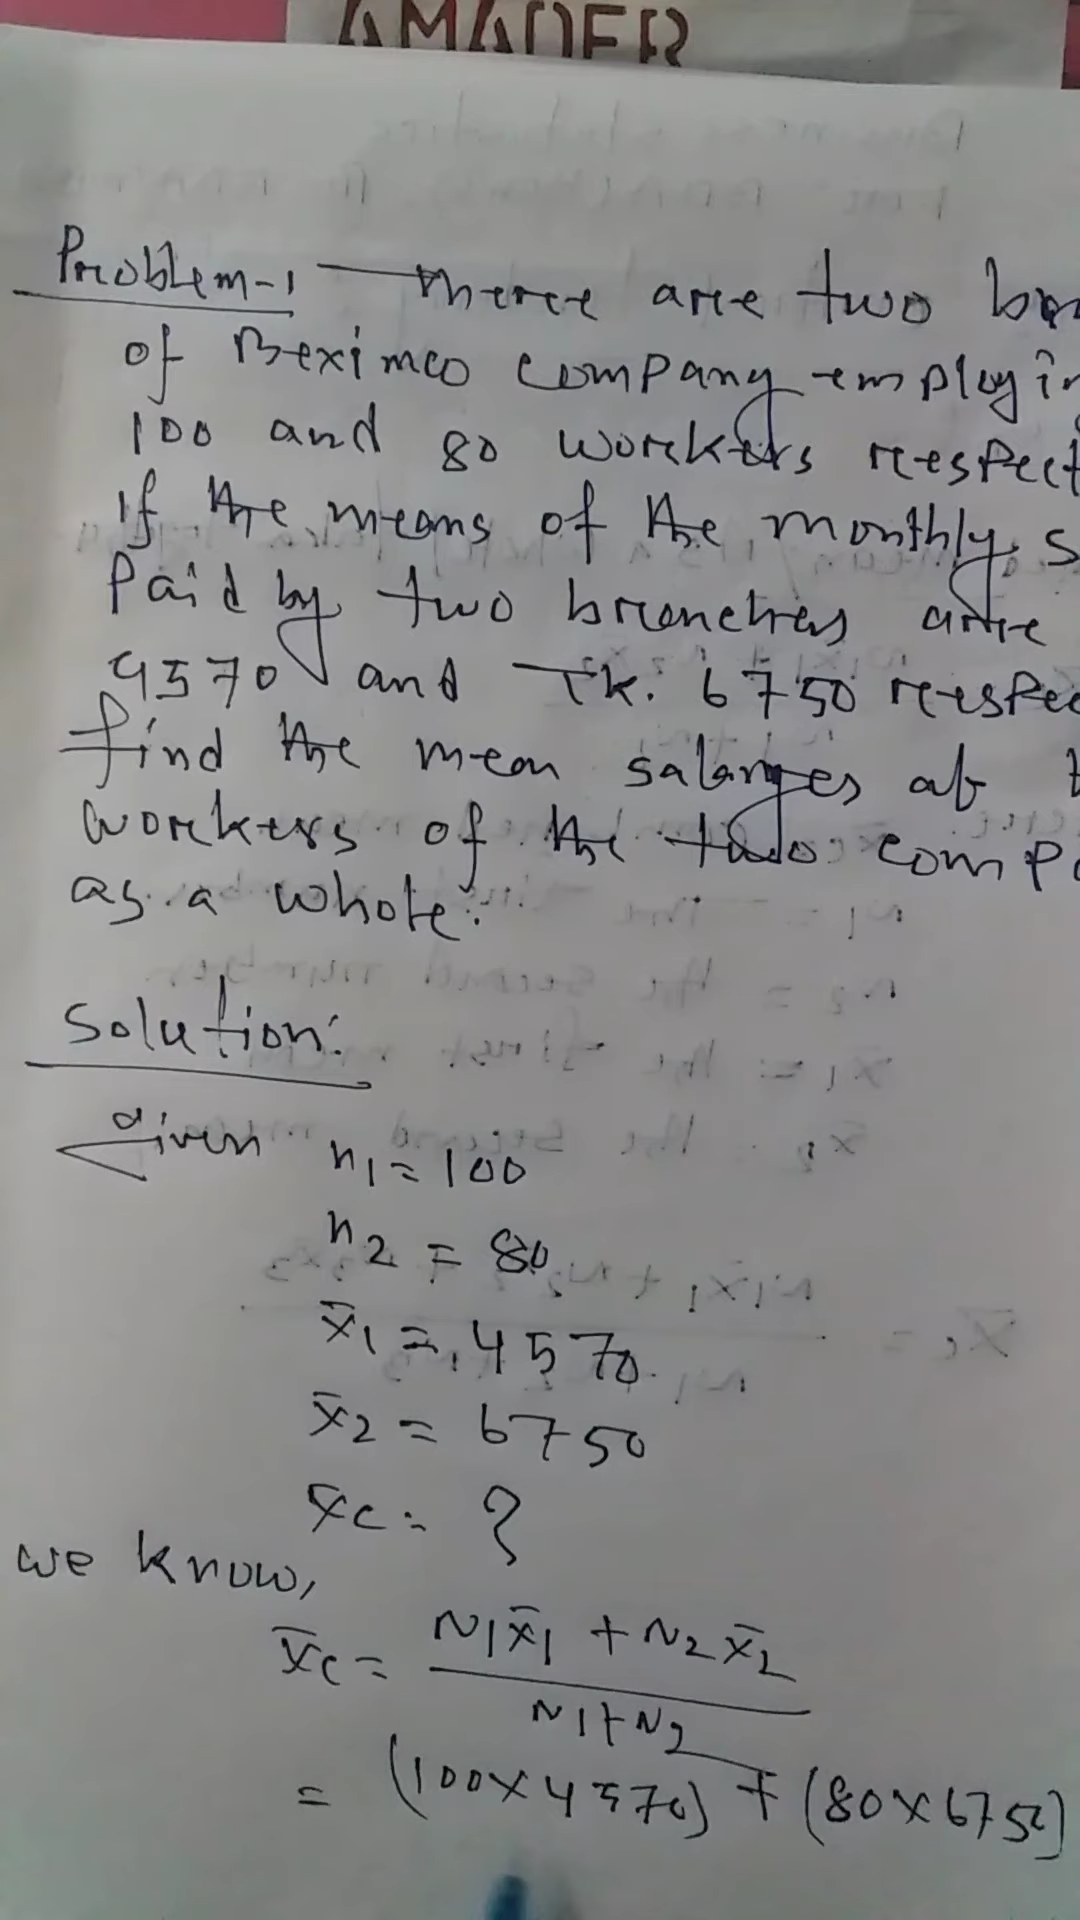 AMADER
Problem-1 There are two
of Beximco company employin
100 and 80 workers respect
If the means of the monthly s
Paid by two branches are
4570 and Tk. 6750 respec
find the mean salaryes of t
workers of the two comp
as a whole.
Solution:
Given n1 = 100
n2 = 80
x̄1 = 4570
x̄2 = 6750
x̄c = ?
we know,
x̄c = N1x̄1 + N2x̄2
N1+N2
= (100×4570) + (80×6750)